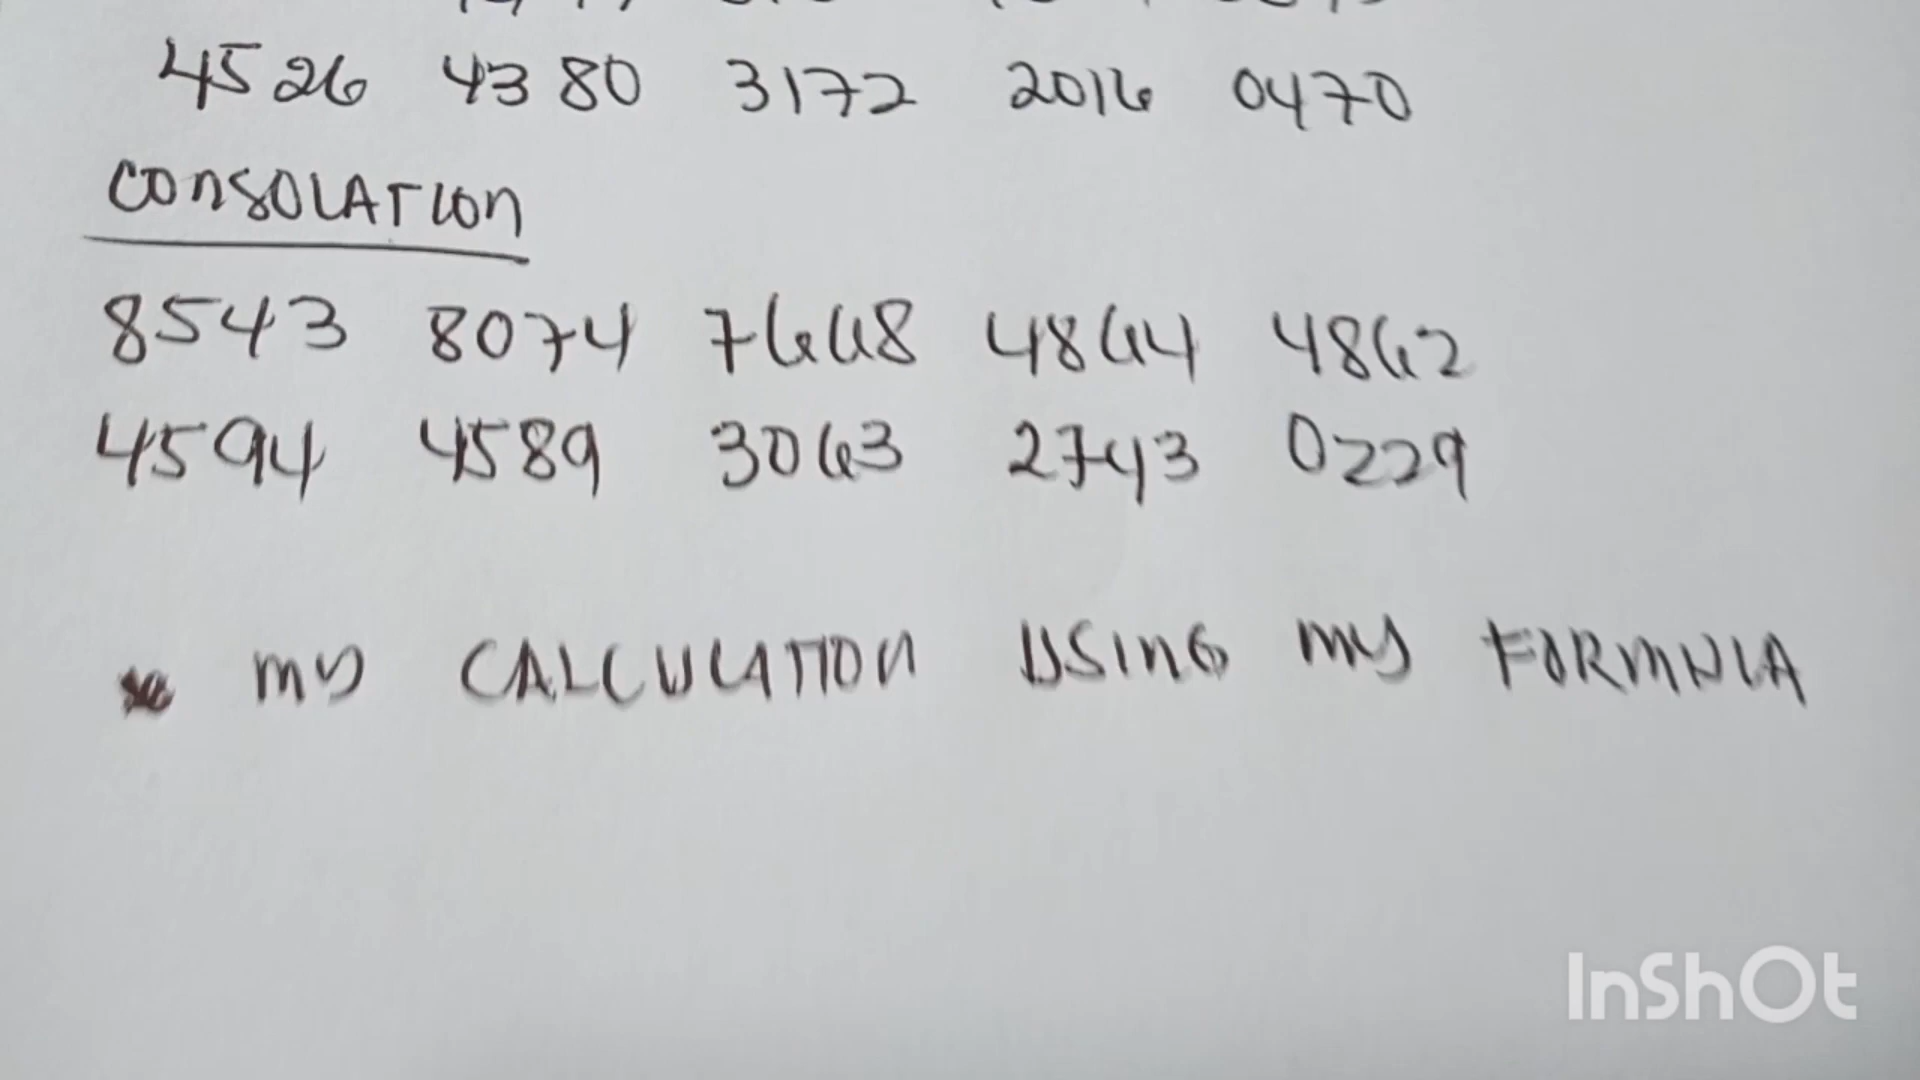 4526 4380 3172 2016 0470
CONSOLATION
8543 8074 7668 4864 4862
4594 4589 3063 2743 0229
MY CALCULATION USING MY FORMULA
InShOt